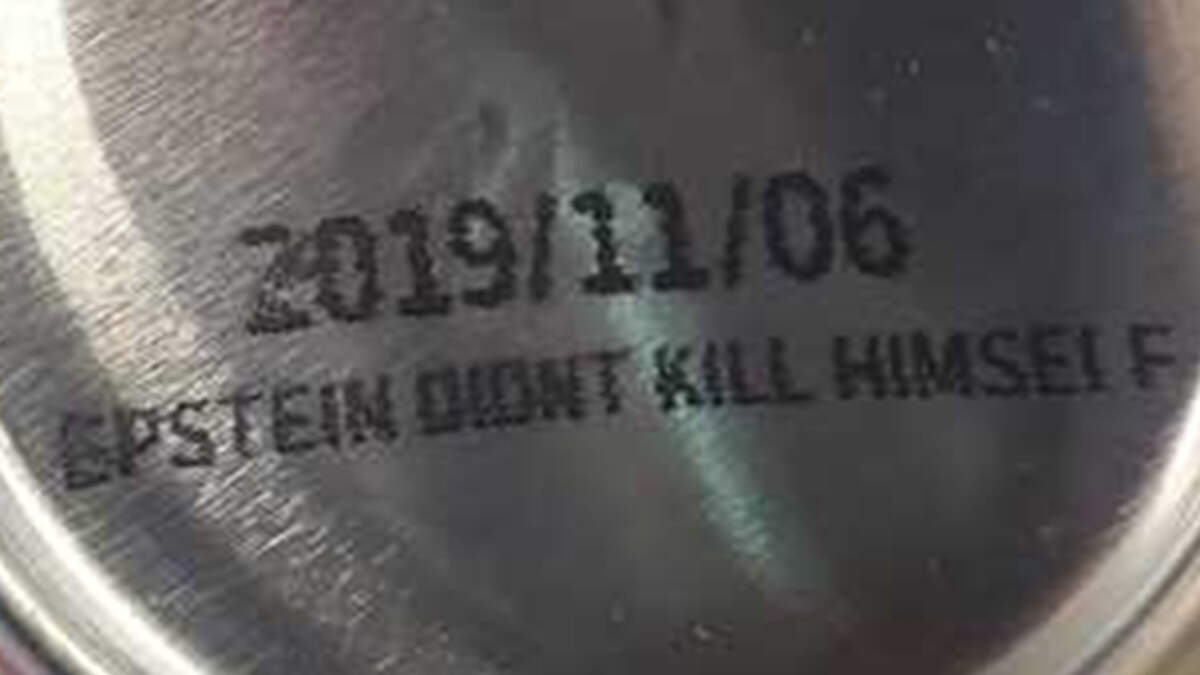 2019/11/06
EPSTEIN DIDNT KILL HIMSELF